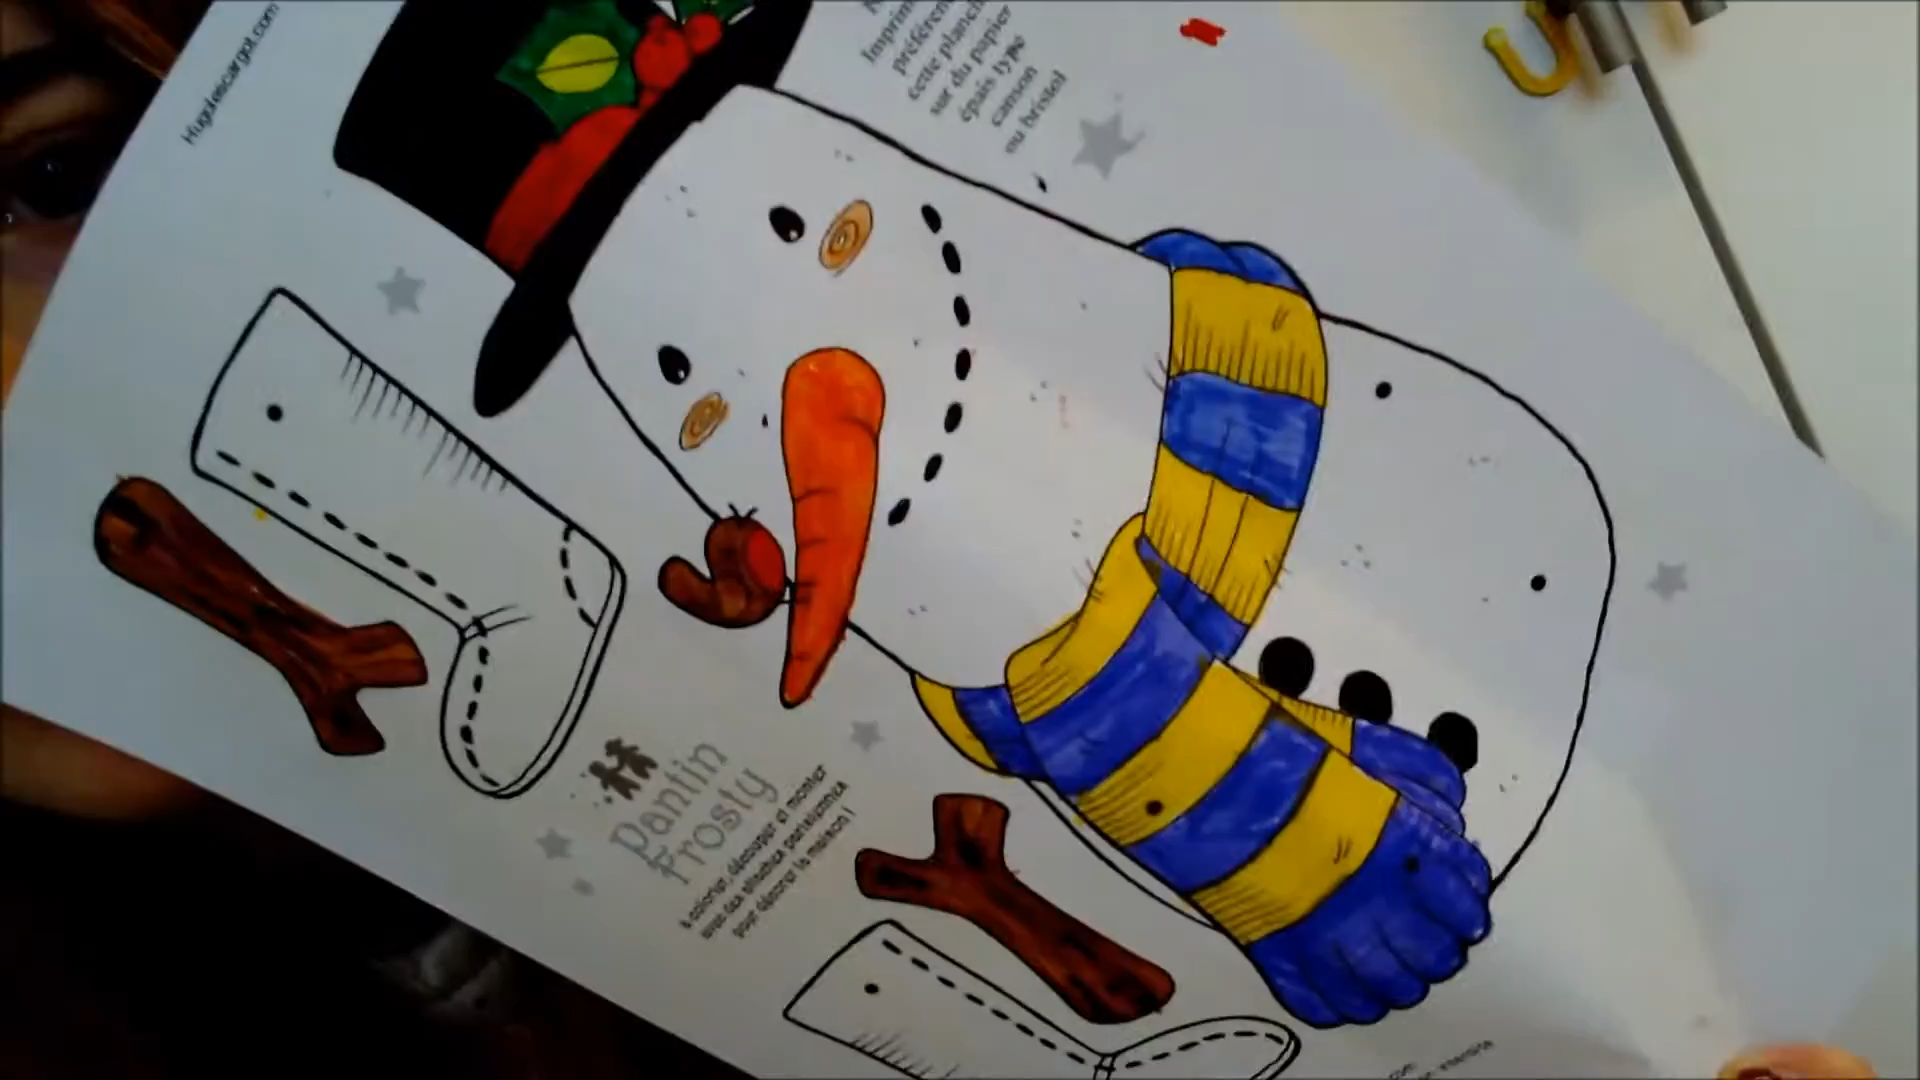 Hugolescargot.com
Imprim
préféren
cette planch
sur du papier
épais type
canson
ou bristol
Pantin
Frosty
à colorier, découper et monter
avec des attaches parisiennes
pour décorer la maison !
com